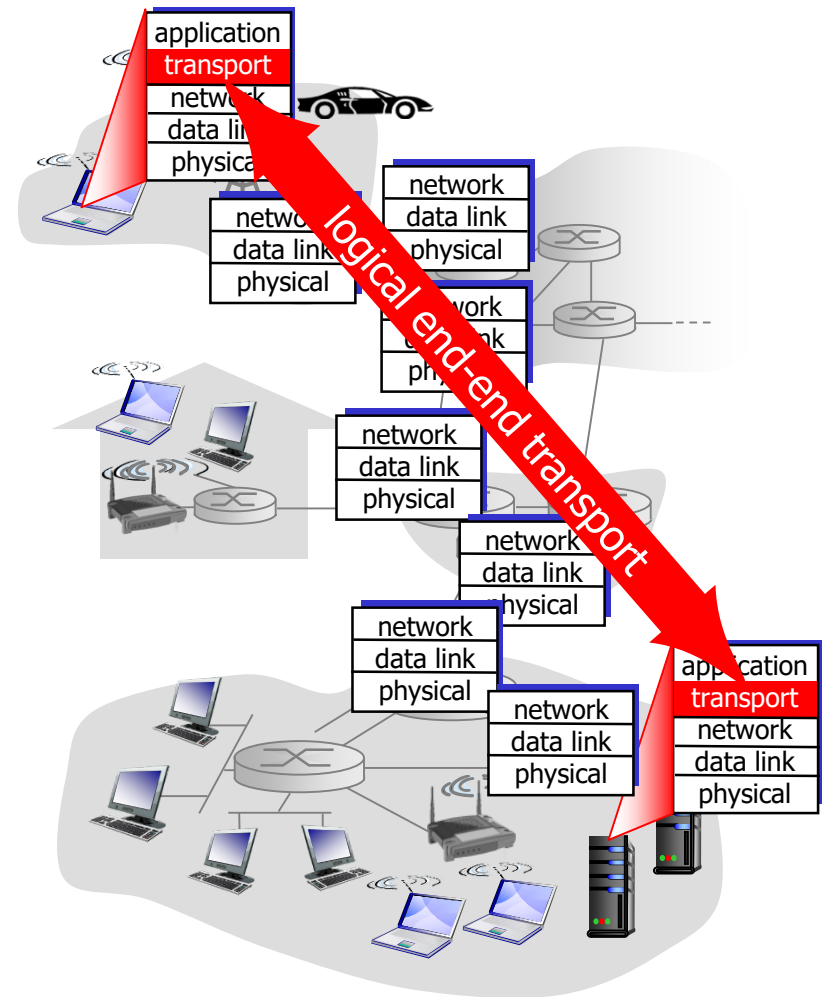 application
transport
network
data link
physical
network
data link
physical
network
data link
physical
logical end-end transport
network
data link
physical
network
data link
physical
network
data link
physical
application
transport
network
data link
physical
network
data link
physical